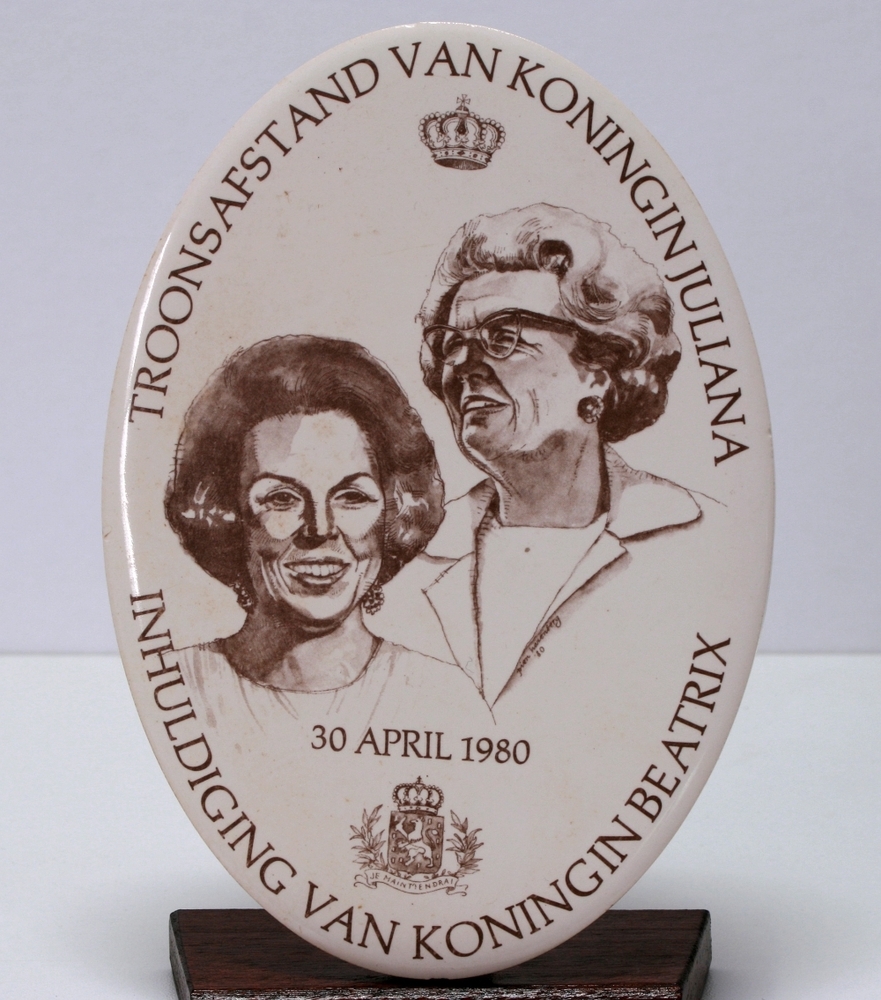 TROONSAFSTAND VAN KONINGIN JULIANA
30 APRIL 1980
JE MAINTIENDRAI
INHULDIGING VAN KONINGIN BEATRIX